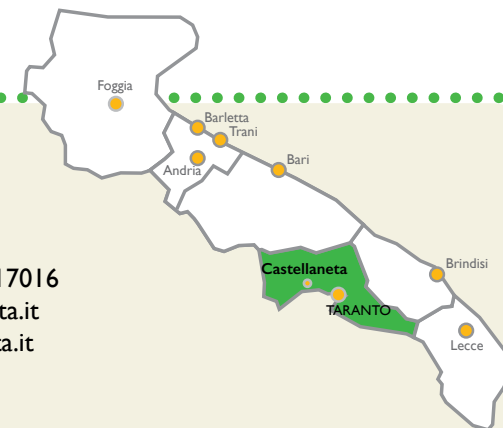 Foggia
Barletta
Trani
Andria
Bari
Castellaneta
TARANTO
Brindisi
Lecce
17016
ta.it
ta.it